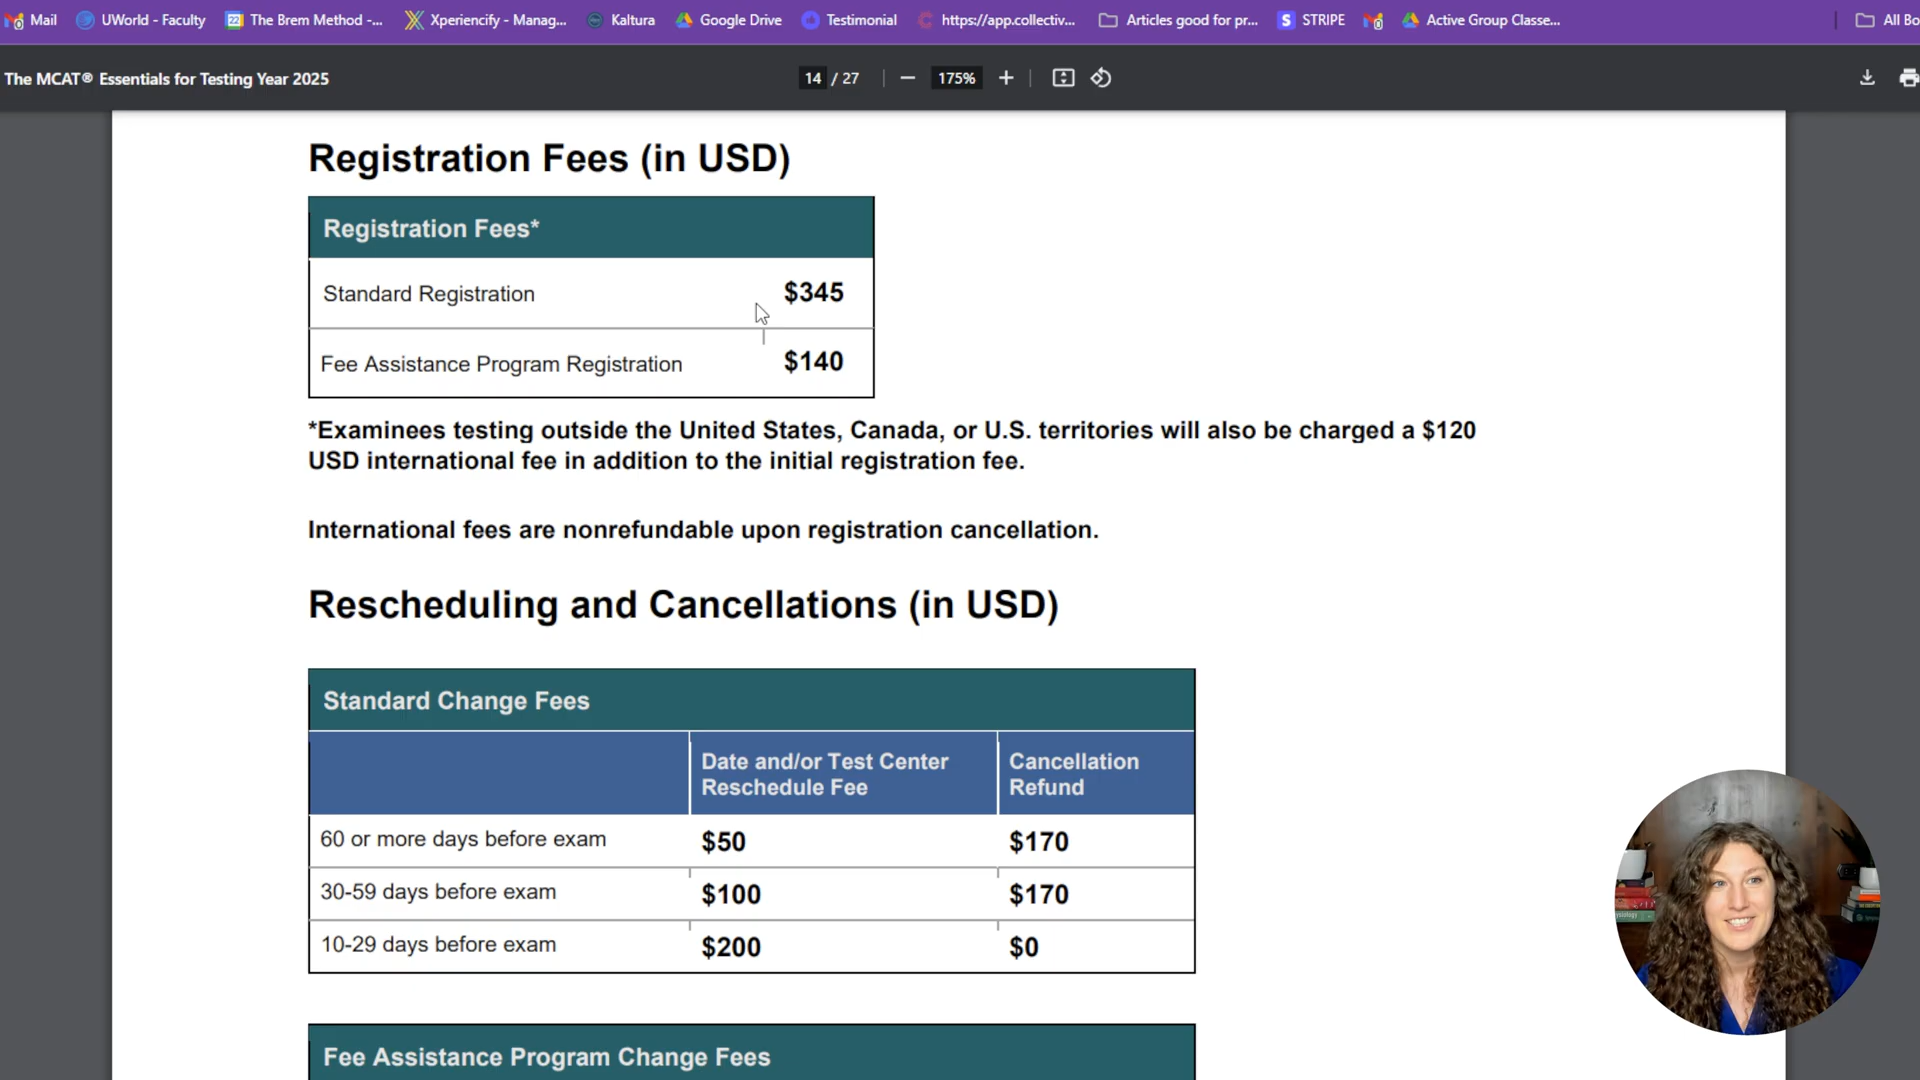 Mail UWorld - Faculty The Brem Method -... Xperiencify - Manag... Kaltura Google Drive Testimonial https://app.collectiv... Articles good for pr... STRIPE Active Group Classe... All Bo
The MCAT® Essentials for Testing Year 2025 14 / 27 175%
Registration Fees (in USD)
Registration Fees*
Standard Registration $345
Fee Assistance Program Registration $140
*Examinees testing outside the United States, Canada, or U.S. territories will also be charged a $120
USD international fee in addition to the initial registration fee.
International fees are nonrefundable upon registration cancellation.
Rescheduling and Cancellations (in USD)
Standard Change Fees
Date and/or Test Center Cancellation
Reschedule Fee Refund
60 or more days before exam $50 $170
30-59 days before exam $100 $170
10-29 days before exam $200 $0
Fee Assistance Program Change Fees